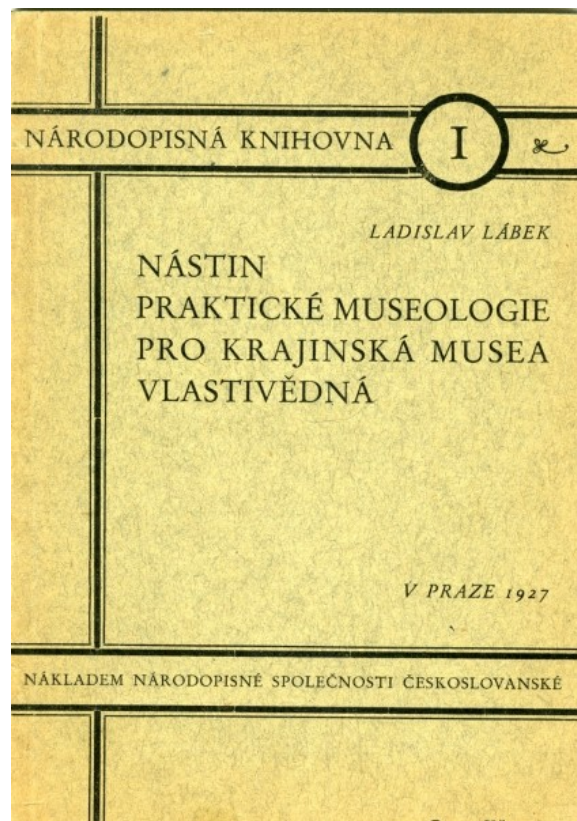 NÁRODOPISNÁ KNIHOVNA I
LADISLAV LÁBEK
NÁSTIN
PRAKTICKÉ MUSEOLOGIE
PRO KRAJINSKÁ MUSEA
VLASTIVĚDNÁ
V PRAZE 1927
NÁKLADEM NÁRODOPISNÉ SPOLEČNOSTI ČESKOSLOVANSKÉ